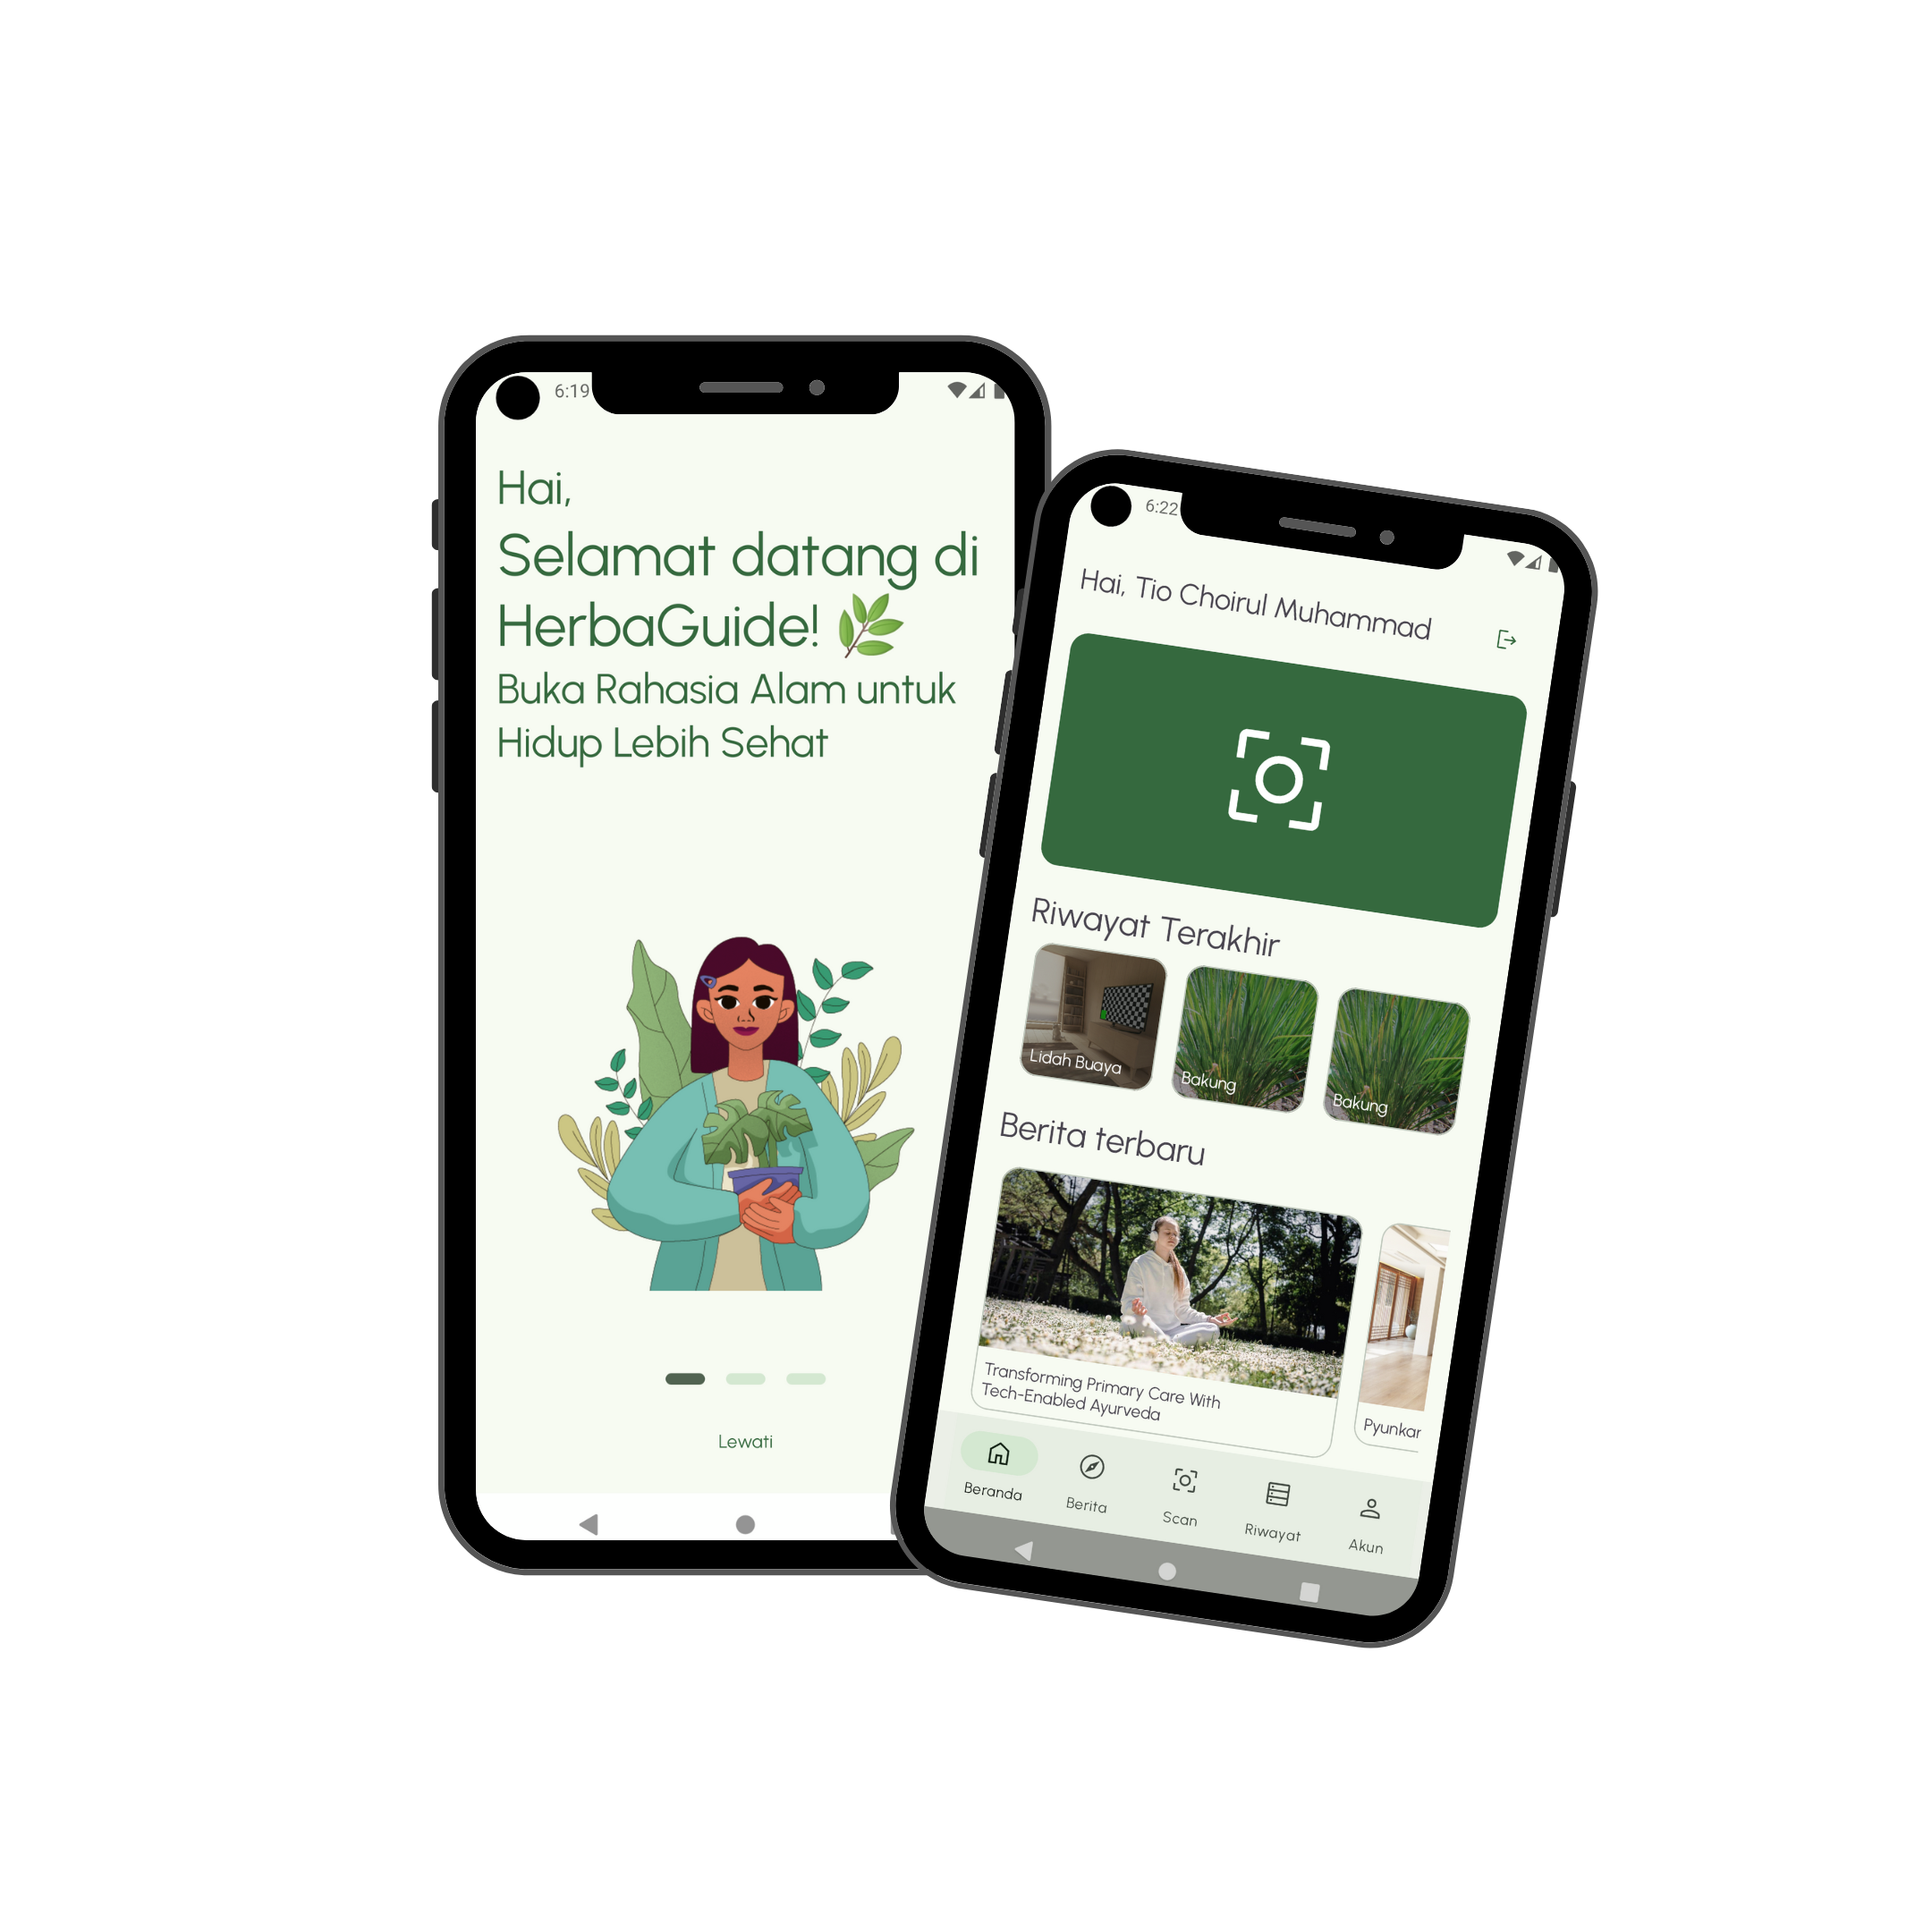 6:19
Hai,
Selamat datang di
HerbaGuide! 🌿
Buka Rahasia Alam untuk
Hidup Lebih Sehat
Lewati
6:22
Hai, Tio Choirul Muhammad
Riwayat Terakhir
Lidah Buaya
Bakung
Bakung
Berita terbaru
Transforming Primary Care With
Tech-Enabled Ayurveda
Pyunkar
Beranda
Berita
Scan
Riwayat
Akun